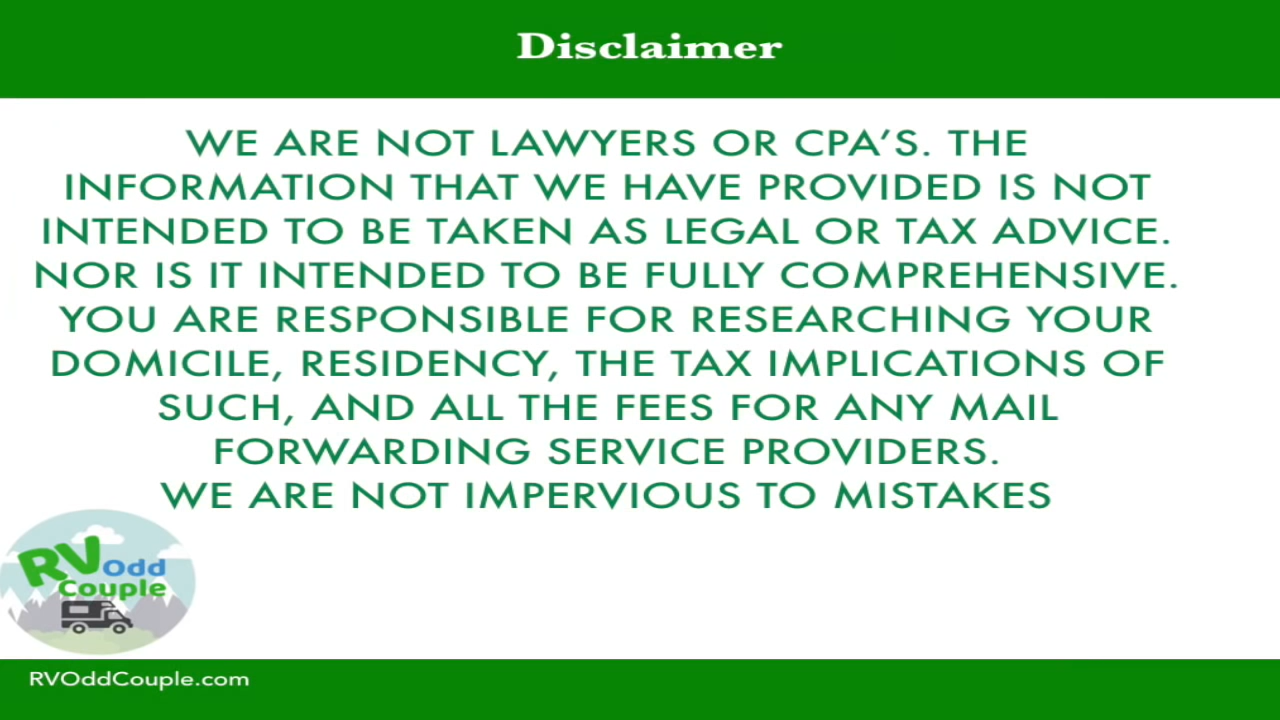 Disclaimer
WE ARE NOT LAWYERS OR CPA'S. THE
INFORMATION THAT WE HAVE PROVIDED IS NOT
INTENDED TO BE TAKEN AS LEGAL OR TAX ADVICE.
NOR IS IT INTENDED TO BE FULLY COMPREHENSIVE.
YOU ARE RESPONSIBLE FOR RESEARCHING YOUR
DOMICILE, RESIDENCY, THE TAX IMPLICATIONS OF
SUCH, AND ALL THE FEES FOR ANY MAIL
FORWARDING SERVICE PROVIDERS.
WE ARE NOT IMPERVIOUS TO MISTAKES
RV Odd
Couple
RVOddCouple.com